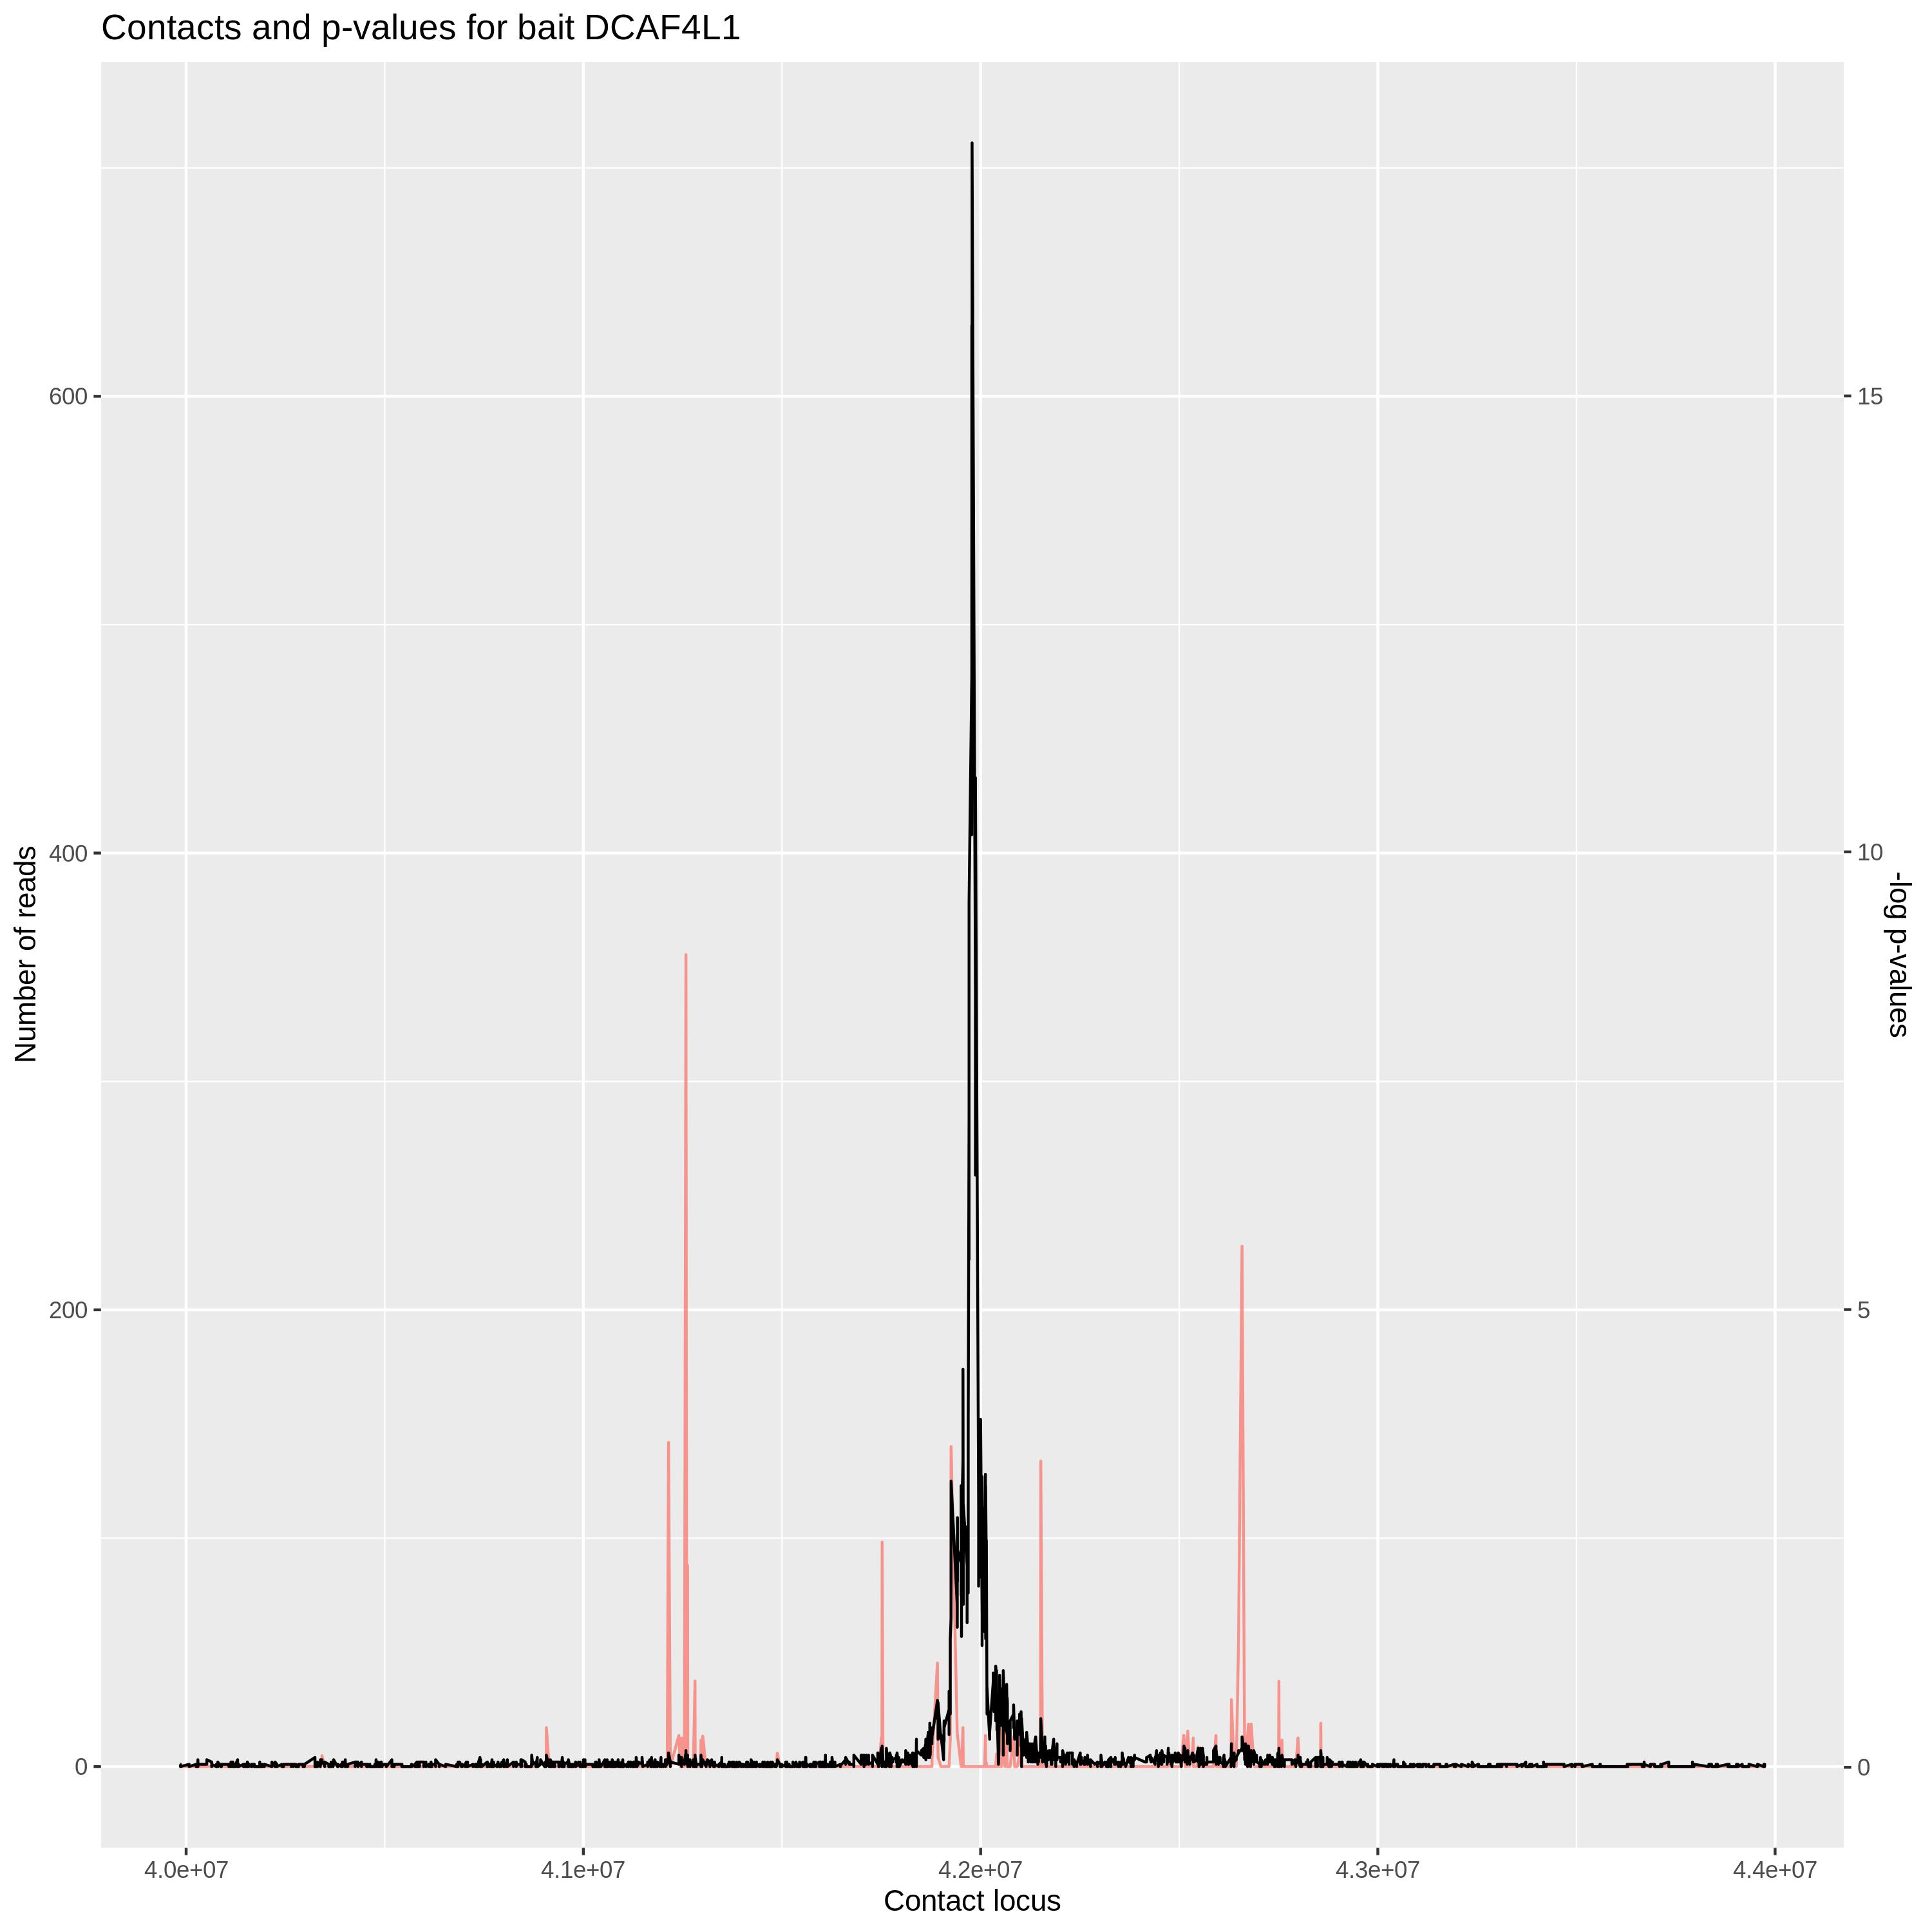 Contacts and p-values for bait DCAF4L1
600
400
200
0
Number of reads
15
10
5
0
-log p-values
4.0e+07
4.1e+07
4.2e+07
4.3e+07
4.4e+07
Contact locus